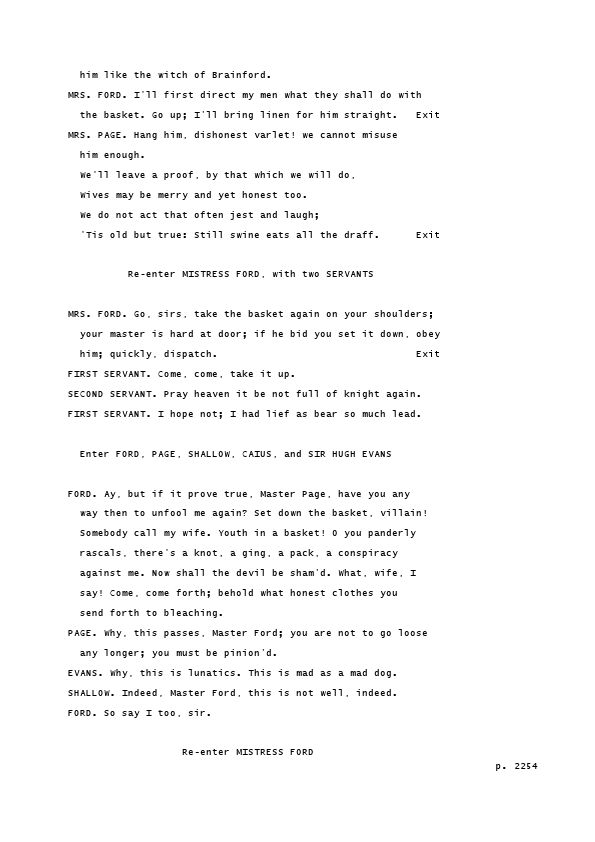 him like the witch of Brainford.
MRS. FORD. I'll first direct my men what they shall do with
the basket. Go up; I'll bring linen for him straight. Exit
MRS. PAGE. Hang him, dishonest varlet! we cannot misuse
him enough.
We'll leave a proof, by that which we will do,
Wives may be merry and yet honest too.
We do not act that often jest and laugh;
'Tis old but true: Still swine eats all the draff. Exit
Re-enter MISTRESS FORD, with two SERVANTS
MRS. FORD. Go, sirs, take the basket again on your shoulders;
your master is hard at door; if he bid you set it down, obey
him; quickly, dispatch. Exit
FIRST SERVANT. Come, come, take it up.
SECOND SERVANT. Pray heaven it be not full of knight again.
FIRST SERVANT. I hope not; I had lief as bear so much lead.
Enter FORD, PAGE, SHALLOW, CAIUS, and SIR HUGH EVANS
FORD. Ay, but if it prove true, Master Page, have you any
way then to unfool me again? Set down the basket, villain!
Somebody call my wife. Youth in a basket! O you panderly
rascals, there's a knot, a ging, a pack, a conspiracy
against me. Now shall the devil be sham'd. What, wife, I
say! Come, come forth; behold what honest clothes you
send forth to bleaching.
PAGE. Why, this passes, Master Ford; you are not to go loose
any longer; you must be pinion'd.
EVANS. Why, this is lunatics. This is mad as a mad dog.
SHALLOW. Indeed, Master Ford, this is not well, indeed.
FORD. So say I too, sir.
Re-enter MISTRESS FORD
p. 2254